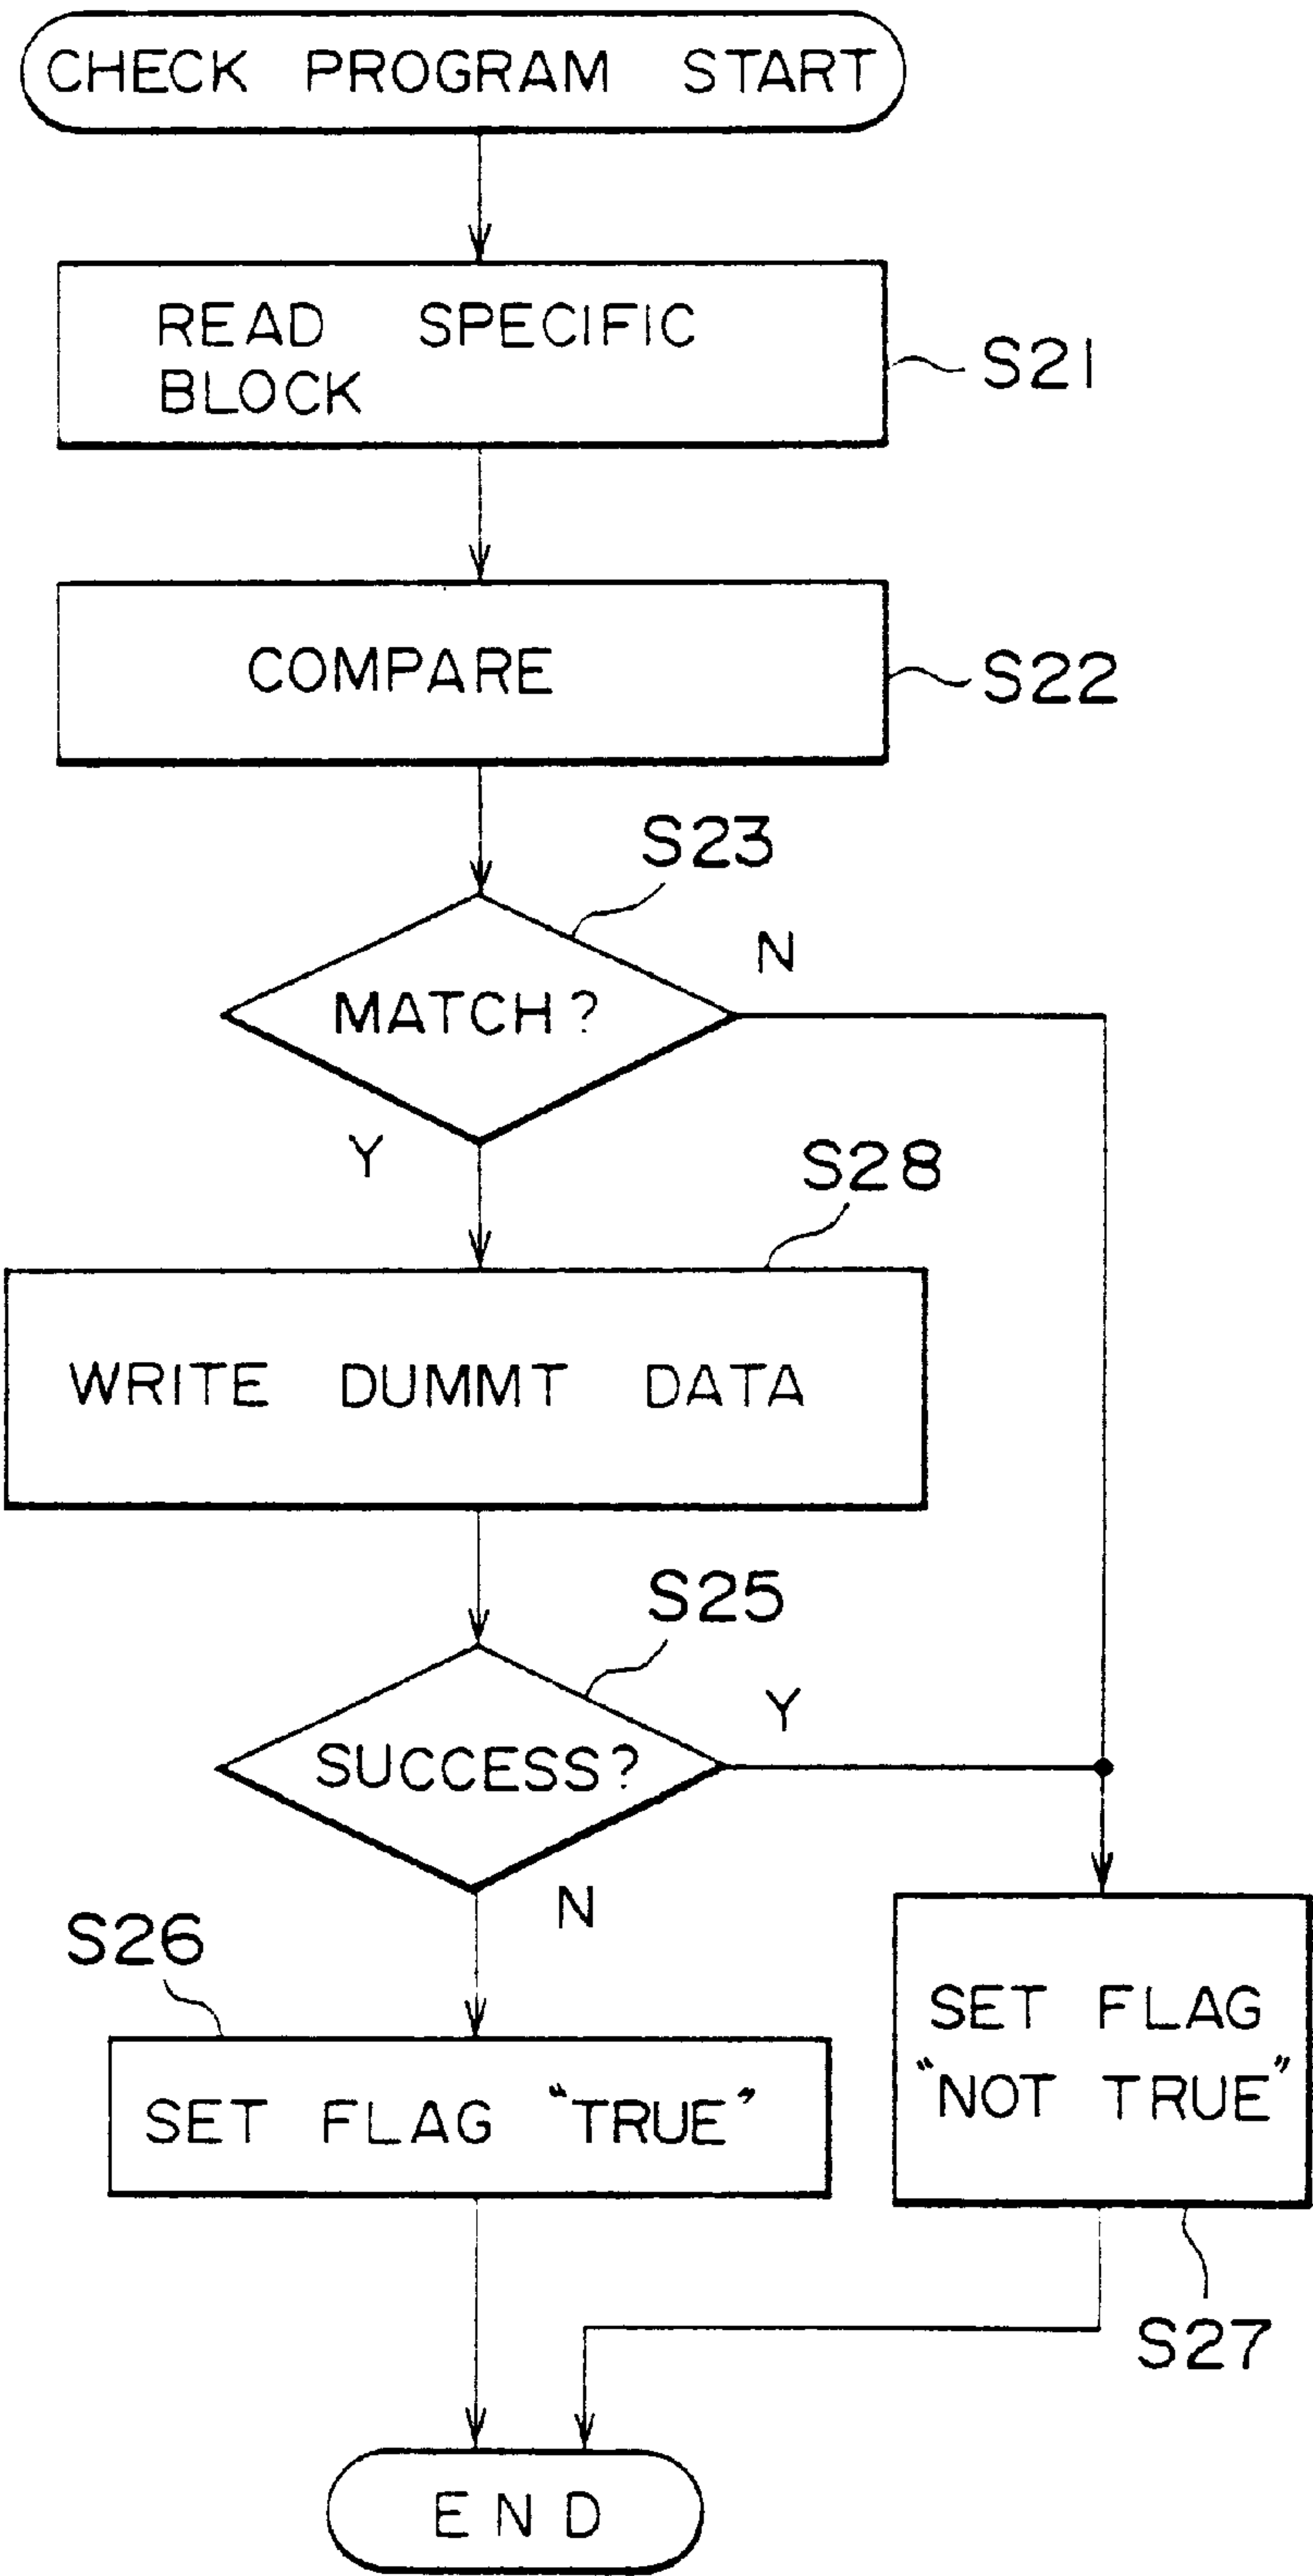 CHECK PROGRAM START
READ SPECIFIC
BLOCK
S21
COMPARE
S22
S23
MATCH?
N
Y
S28
WRITE DUMMT DATA
S25
SUCCESS?
Y
N
S26
SET FLAG "TRUE"
SET FLAG
"NOT TRUE"
S27
END